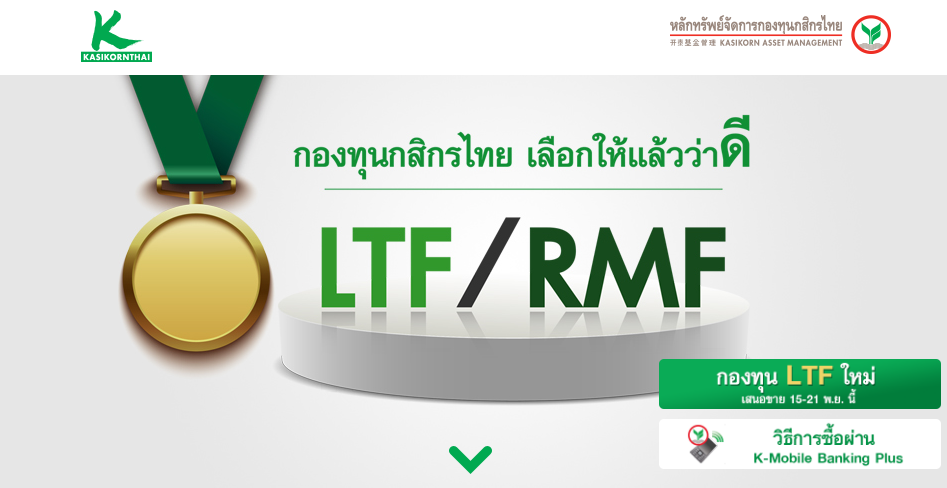 KASIKORNTHAI
หลักทรัพย์จัดการกองทุนกสิกรไทย
开泰基金管理 KASIKORN ASSET MANAGEMENT
กองทุนกสิกรไทย เลือกให้แล้วว่าดี
LTF/RMF
กองทุน LTF ใหม่
เสนอขาย 15-21 พ.ย. นี้
วิธีการซื้อผ่าน
K-Mobile Banking Plus